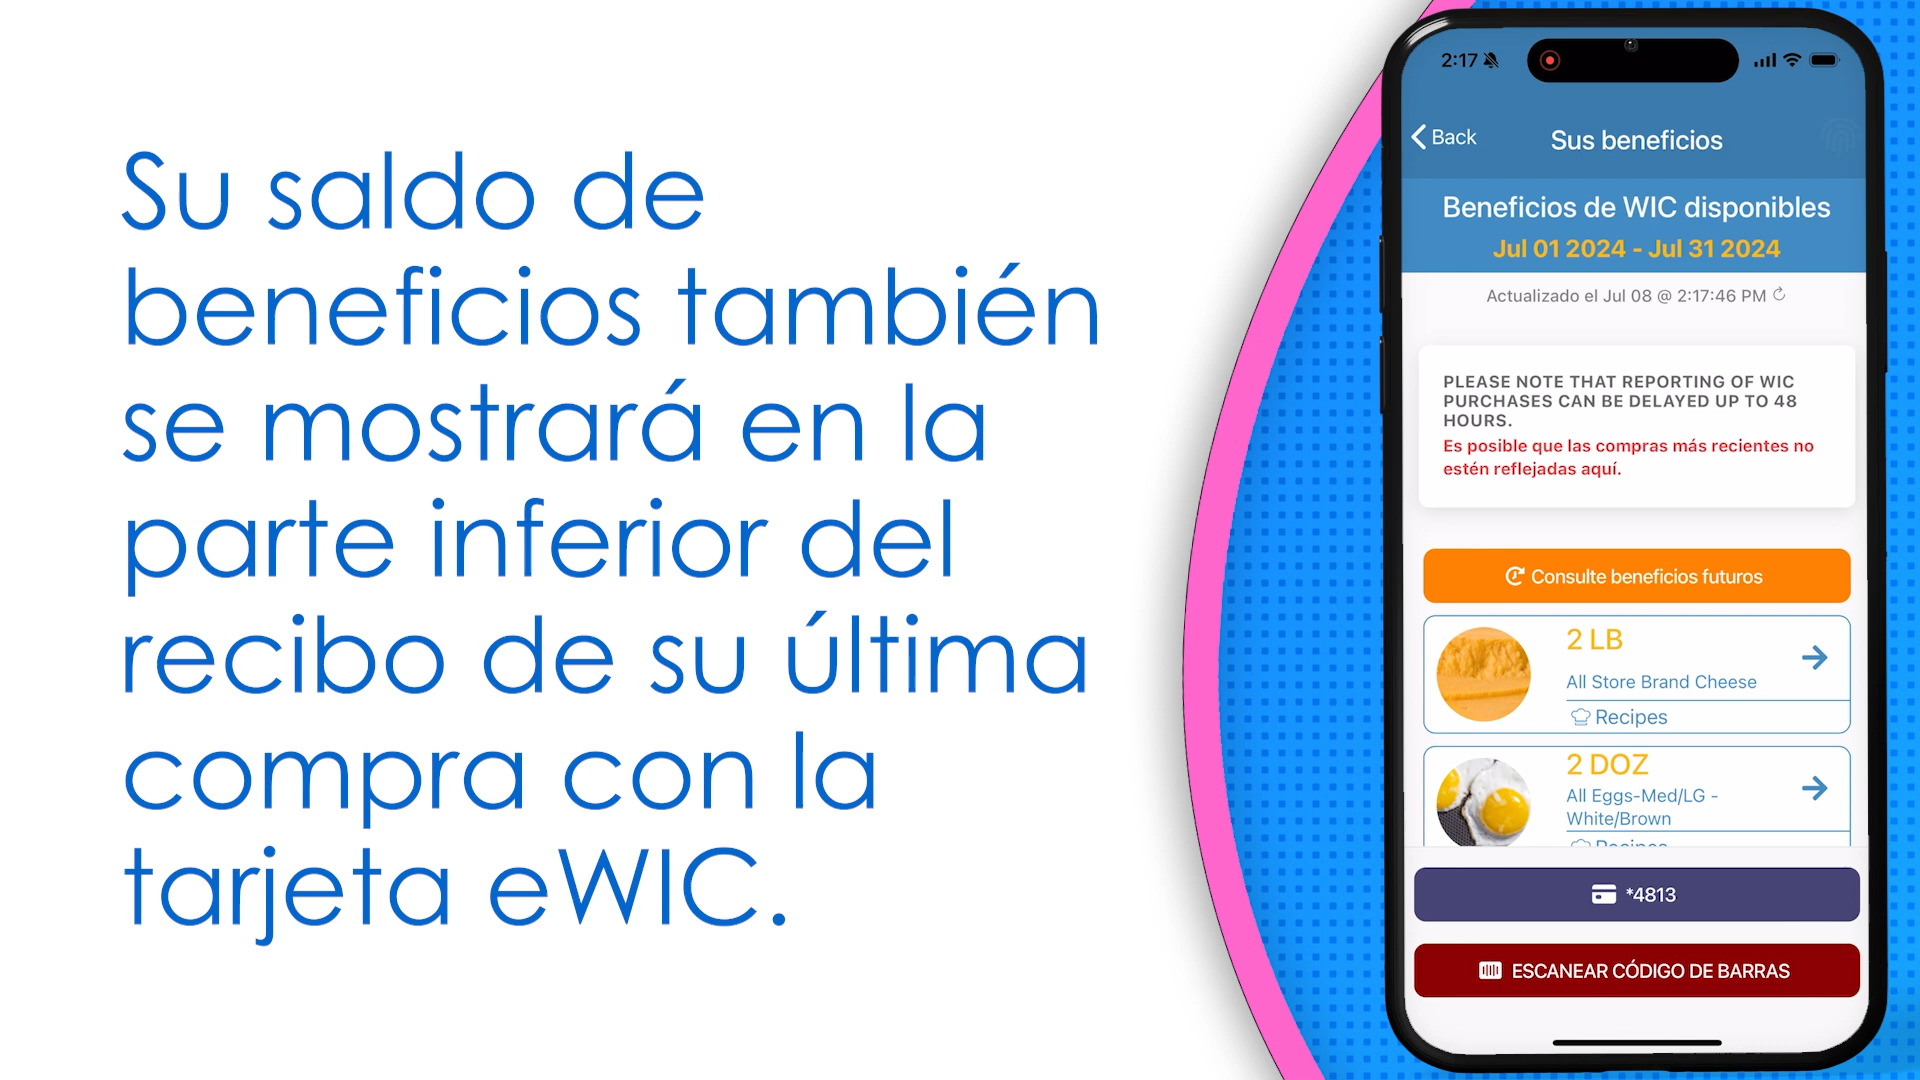 Su saldo de
beneficios también
se mostrará en la
parte inferior del
recibo de su última
compra con la
tarjeta eWIC.
2:17
Back
Sus beneficios
Beneficios de WIC disponibles
Jul 01 2024 - Jul 31 2024
Actualizado el Jul 08 @ 2:17:46 PM
PLEASE NOTE THAT REPORTING OF WIC
PURCHASES CAN BE DELAYED UP TO 48
HOURS.
Es posible que las compras más recientes no
estén reflejadas aquí.
Consulte beneficios futuros
2 LB
All Store Brand Cheese
Recipes
2 DOZ
All Eggs-Med/LG -
White/Brown
Recipes
*4813
ESCANEAR CÓDIGO DE BARRAS